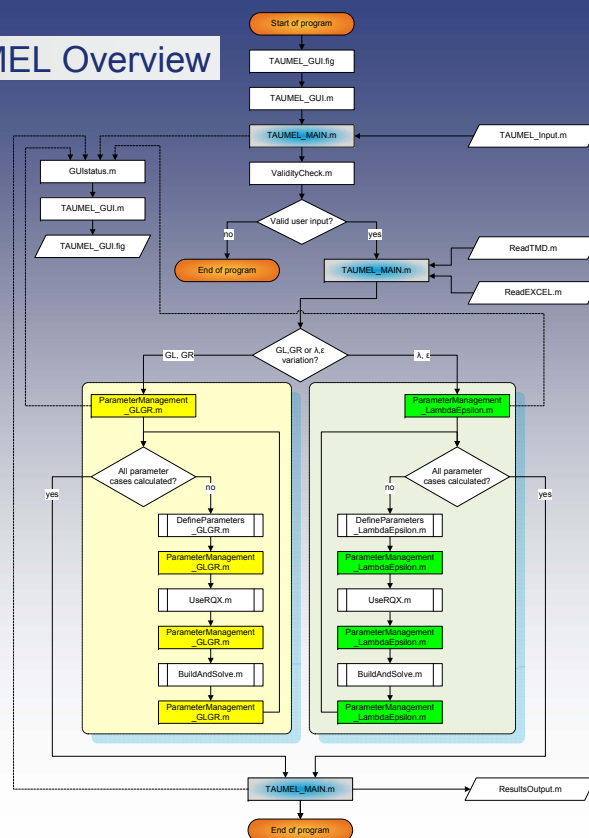 MEL Overview
Start of program
TAUMEL_GUI.fig
TAUMEL_GUI.m
TAUMEL_MAIN.m
TAUMEL_Input.m
GUIstatus.m
ValidityCheck.m
TAUMEL_GUI.m
Valid user input?
no
yes
TAUMEL_GUI.fig
ReadTMD.m
End of program
TAUMEL_MAIN.m
ReadEXCEL.m
GL,GR or λ,ε
variation?
GL, GR
λ, ε
ParameterManagement
_GLGR.m
ParameterManagement
_LambdaEpsilon.m
All parameter
cases calculated?
yes
no
All parameter
cases calculated?
no
yes
DefineParameters
_GLGR.m
DefineParameters
_LambdaEpsilon.m
ParameterManagement
_GLGR.m
ParameterManagement
_LambdaEpsilon.m
UseRQX.m
UseRQX.m
ParameterManagement
_GLGR.m
ParameterManagement
_LambdaEpsilon.m
BuildAndSolve.m
BuildAndSolve.m
ParameterManagement
_GLGR.m
ParameterManagement
_LambdaEpsilon.m
TAUMEL_MAIN.m
ResultsOutput.m
End of program